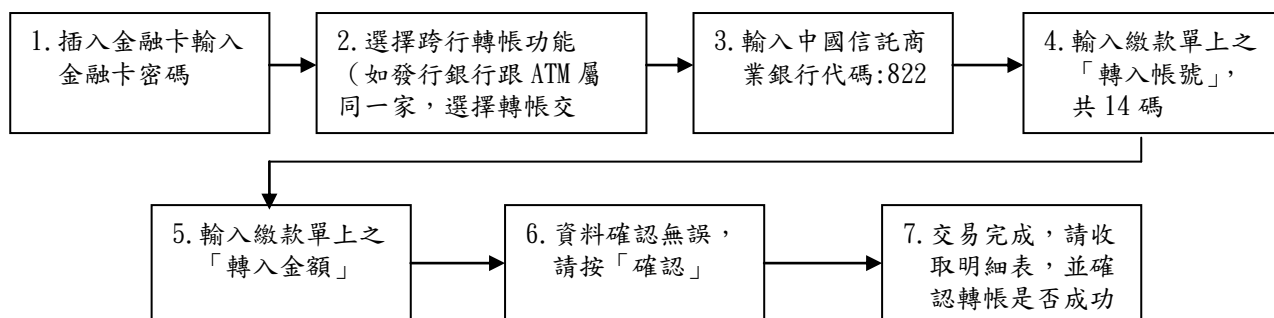 1.插入金融卡輸入
金融卡密碼
2.選擇跨行轉帳功能
（如發行銀行跟 ATM 屬
同一家，選擇轉帳交
3.輸入中國信託商
業銀行代碼:822
4.輸入繳款單上之
「轉入帳號」，
共 14 碼
5.輸入繳款單上之
「轉入金額」
6.資料確認無誤，
請按「確認」
7.交易完成，請收
取明細表，並確
認轉帳是否成功